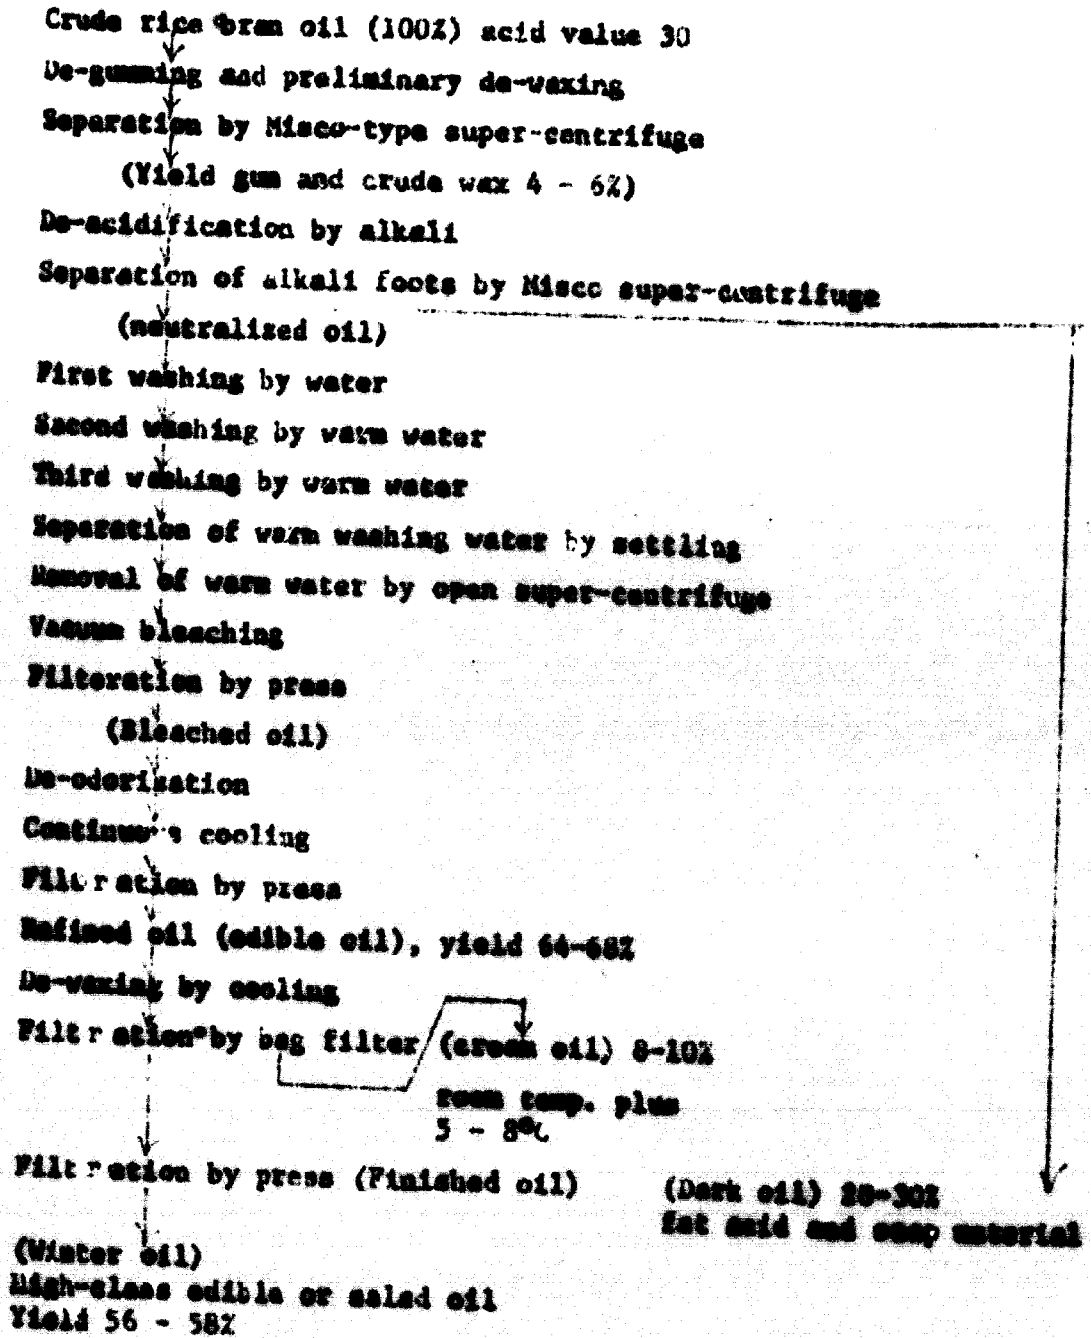 Crude rice bran oil (100%) acid value 30
De-gumming and preliminary de-waxing
Separation by Misco-type super-centrifuge
(Yield gum and crude wax 4 - 6%)
De-acidification by alkali
Separation of alkali foots by Misco super-centrifuge
(neutralized oil)
First washing by water
Second washing by warm water
Third washing by warm water
Separation of warm washing water by settling
Removal of warm water by open super-centrifuge
Vacuum bleaching
Filteration by press
(Bleached oil)
De-odorization
Continuous cooling
Filtration by press
Refined oil (edible oil), yield 64-68%
De-waxing by cooling
Filtration by bag filter (cream oil) 8-10%
room temp. plus
5 - 8°C
Filtration by press (Finished oil)
(Dark oil) 28-30%
fat acid and soap material
(Winter oil)
High-class edible or salad oil
Yield 56 - 58%